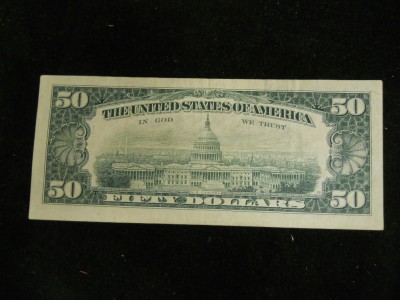 50 50
THE UNITED STATES OF AMERICA
IN GOD WE TRUST
50 50
FIFTY DOLLARS